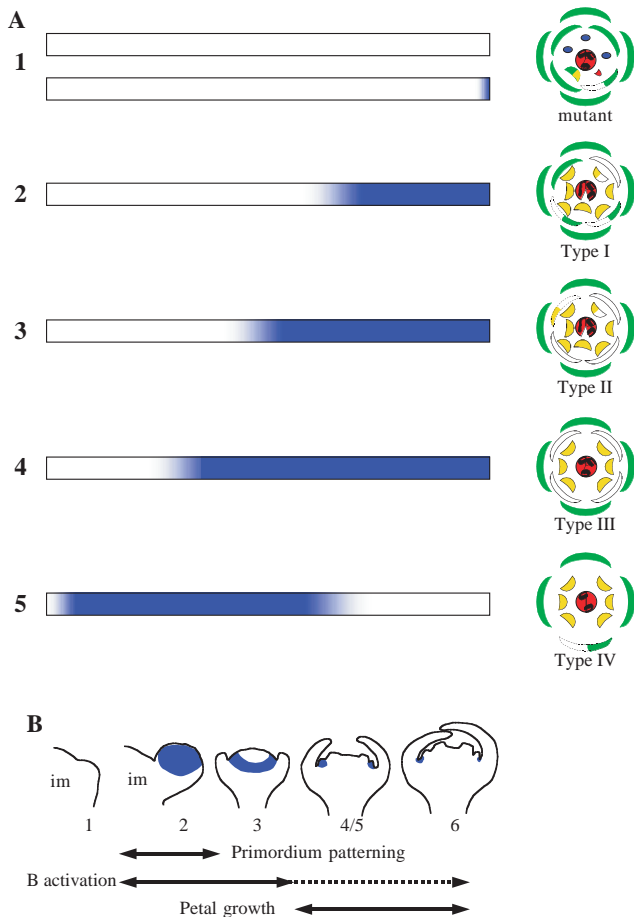 A
1
mutant
2
Type I
3
Type II
4
Type III
5
Type IV
B
im
im
1 2 3 4/5 6
Primordium patterning
B activation
Petal growth